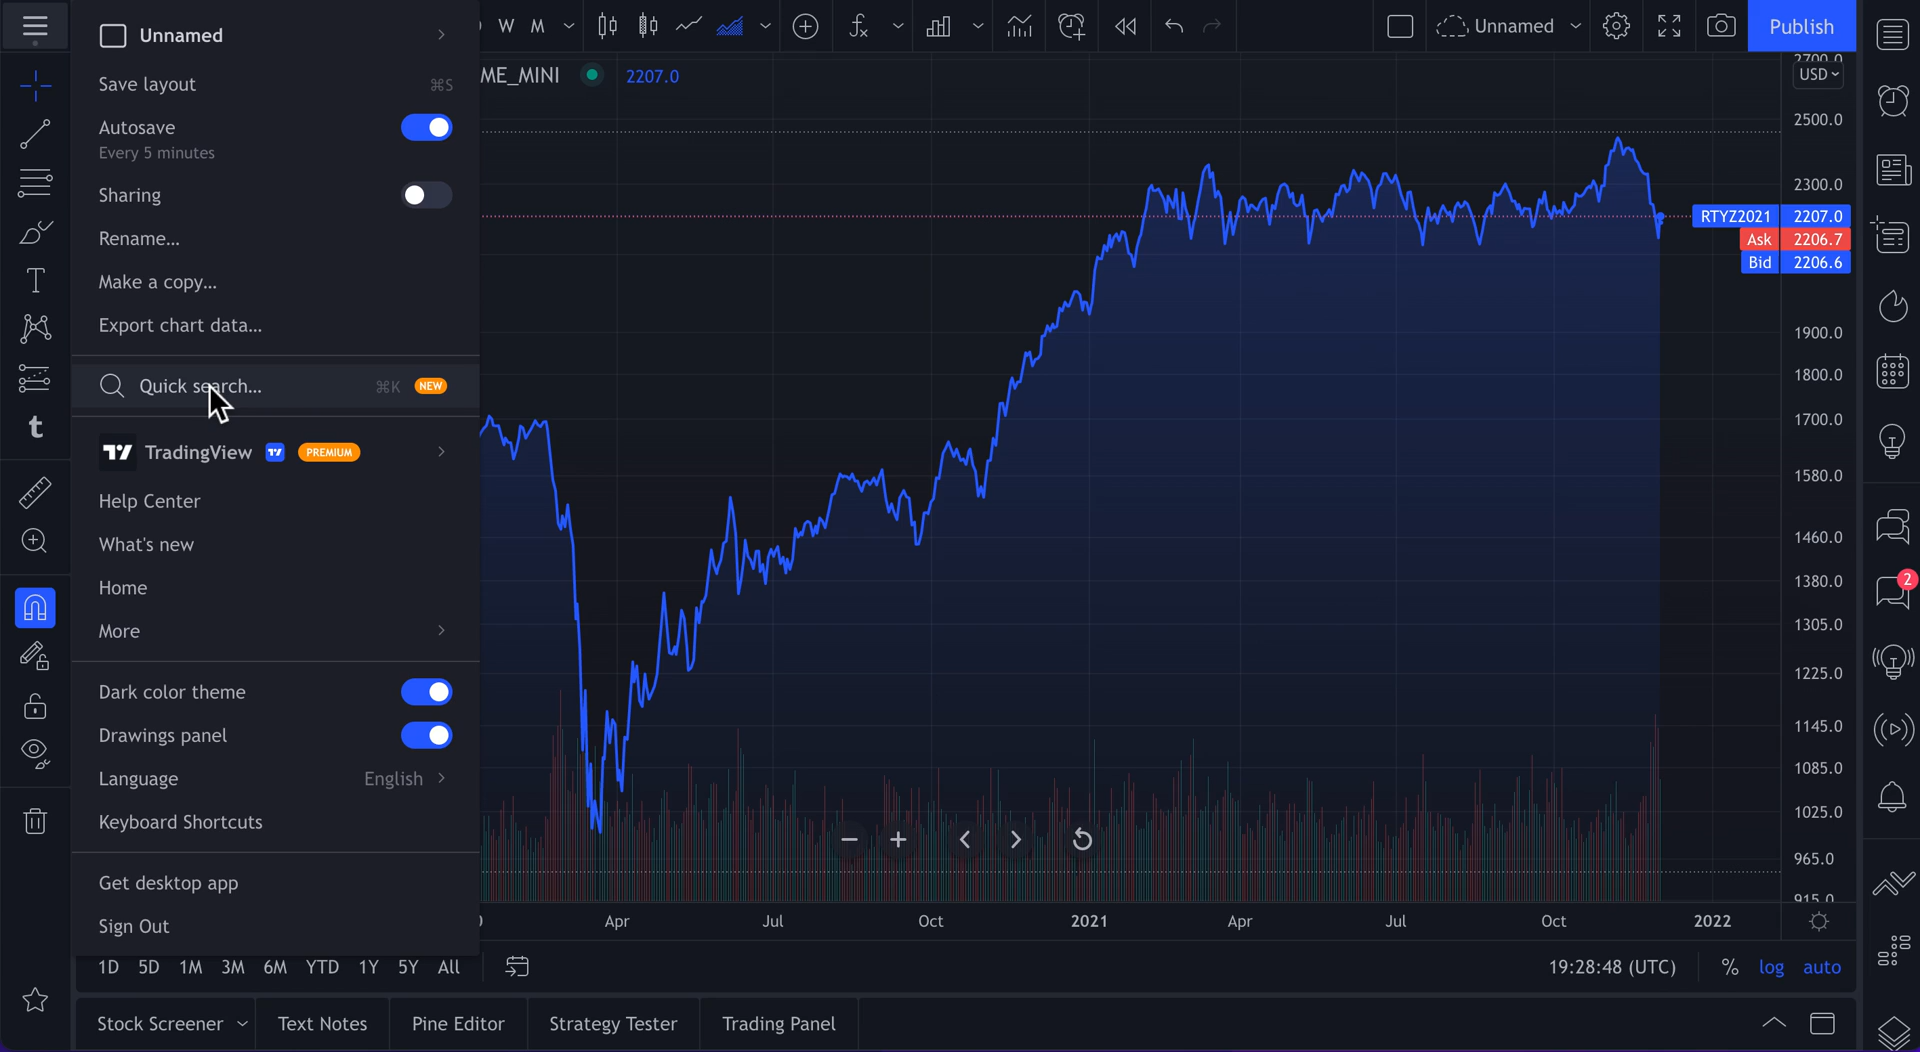 Unnamed
Save layout ⌘S
Autosave
Every 5 minutes
Sharing
Rename...
Make a copy...
Export chart data...
Quick search... ⌘K NEW
TradingView PREMIUM
Help Center
What's new
Home
More
Dark color theme
Drawings panel
Language English
Keyboard Shortcuts
Get desktop app
Sign Out
W M
Unnamed
Publish
ME_MINI 2207.0
USD
2700.0
2500.0
2300.0
RTYZ2021 2207.0
Ask 2206.7
Bid 2206.6
1900.0
1800.0
1700.0
1580.0
1460.0
1380.0
1305.0
1225.0
1145.0
1085.0
1025.0
965.0
915.0
2
Apr Jul Oct 2021 Apr Jul Oct 2022
1D 5D 1M 3M 6M YTD 1Y 5Y All
19:28:48 (UTC) % log auto
Stock Screener Text Notes Pine Editor Strategy Tester Trading Panel